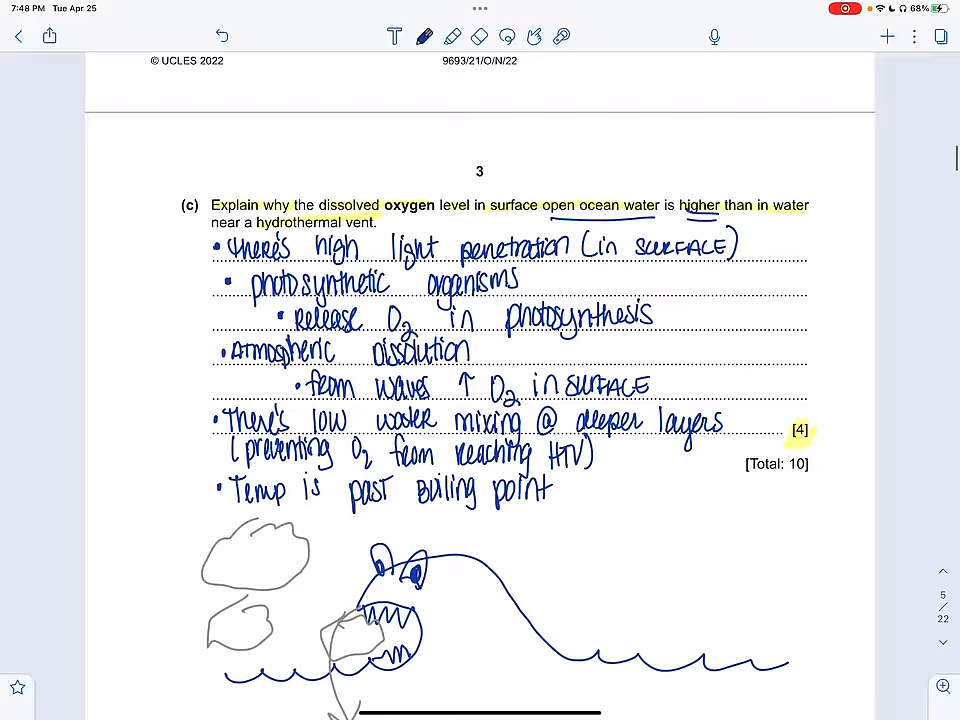 7:48 PM Tue Apr 25
68%
© UCLES 2022
9693/21/O/N/22
3
(c) Explain why the dissolved oxygen level in surface open ocean water is higher than in water
near a hydrothermal vent.
• there's high light penetration (in SURFACE)
• photosynthetic organisms
• release O2 in photosynthesis
• Atmospheric dissolution
• from waves ↑ O2 in SURFACE
• There's low water mixing @ deeper layers
[4]
(preventing O2 from reaching HTV)
[Total: 10]
• Temp is past boiling point
5
/
22